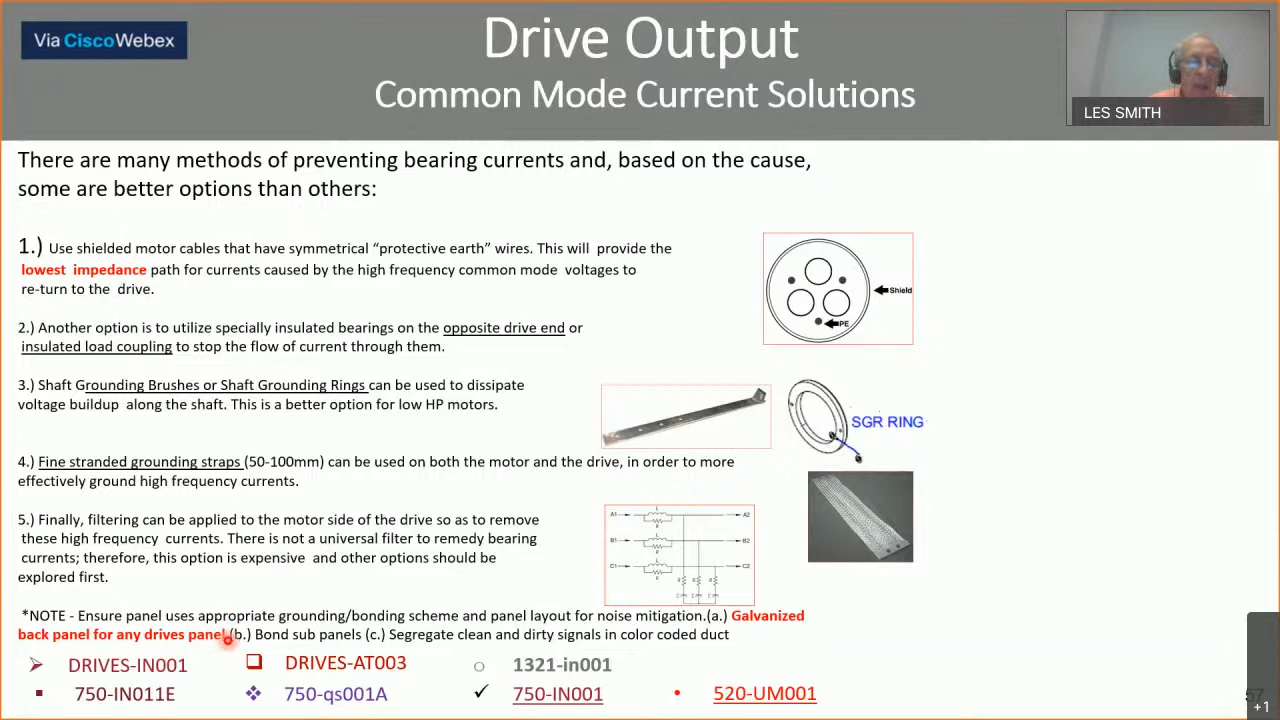 Via CiscoWebex
Drive Output
Common Mode Current Solutions
LES SMITH
There are many methods of preventing bearing currents and, based on the cause,
some are better options than others:
1.) Use shielded motor cables that have symmetrical “protective earth” wires. This will provide the
lowest impedance path for currents caused by the high frequency common mode voltages to
re-turn to the drive.
Shield
PE
2.) Another option is to utilize specially insulated bearings on the opposite drive end or
insulated load coupling to stop the flow of current through them.
3.) Shaft Grounding Brushes or Shaft Grounding Rings can be used to dissipate
voltage buildup along the shaft. This is a better option for low HP motors.
SGR RING
4.) Fine stranded grounding straps (50-100mm) can be used on both the motor and the drive, in order to more
effectively ground high frequency currents.
5.) Finally, filtering can be applied to the motor side of the drive so as to remove
these high frequency currents. There is not a universal filter to remedy bearing
currents; therefore, this option is expensive and other options should be
explored first.
L
A1 A2
R
L
B1 B2
R
L
C1 C2
R
R R R
C C C
*NOTE - Ensure panel uses appropriate grounding/bonding scheme and panel layout for noise mitigation.(a.) Galvanized
back panel for any drives panel (b.) Bond sub panels (c.) Segregate clean and dirty signals in color coded duct
DRIVES-IN001 DRIVES-AT003 1321-in001
750-IN011E 750-qs001A 750-IN001 520-UM001
57
+1